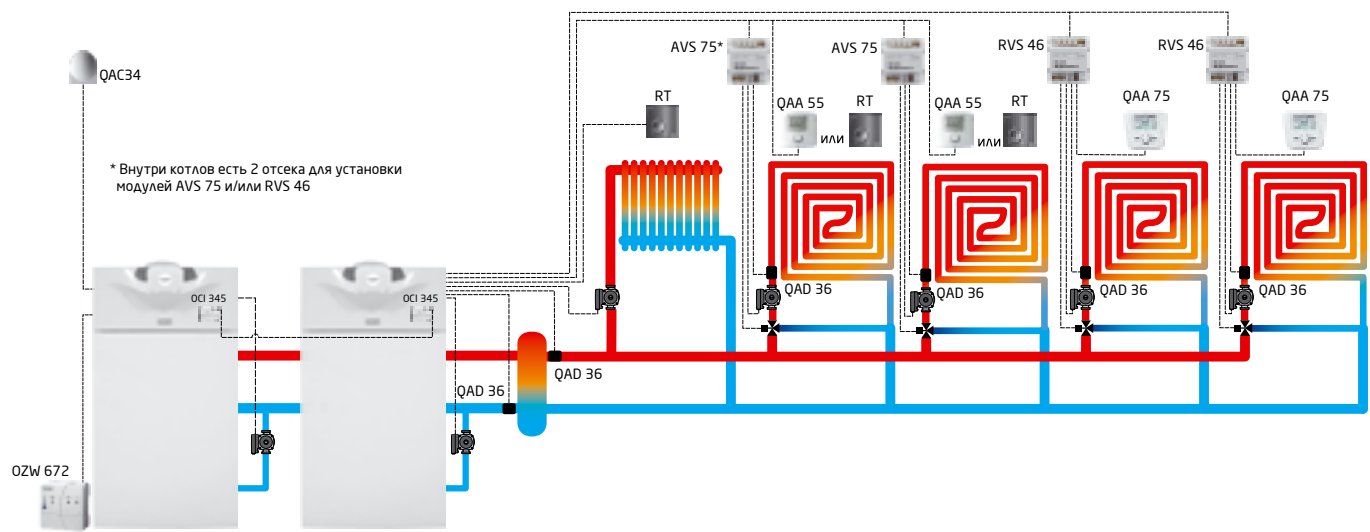 AVS 75*
AVS 75
RVS 46
RVS 46
QAC34
RT
QAA 55
RT
QAA 55
RT
QAA 75
QAA 75
или
или
* Внутри котлов есть 2 отсека для установки
модулей AVS 75 и/или RVS 46
QAD 36
QAD 36
QAD 36
QAD 36
OCI 345
OCI 345
QAD 36
QAD 36
OZW 672